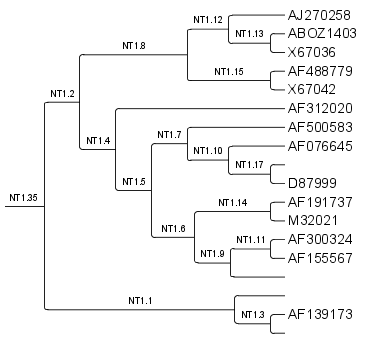 AJ270258
NT1.12
ABOZ1403
NT1.13
NT1.8
X67036
AF488779
NT1.15
X67042
NT1.2
AF312020
AF500583
NT1.7
NT1.4
AF076645
NT1.10
NT1.17
D87999
NT1.5
NT1.35
AF191737
NT1.14
M32021
NT1.6
AF300324
NT1.11
NT1.9
AF155567
NT1.1
AF139173
NT1.3